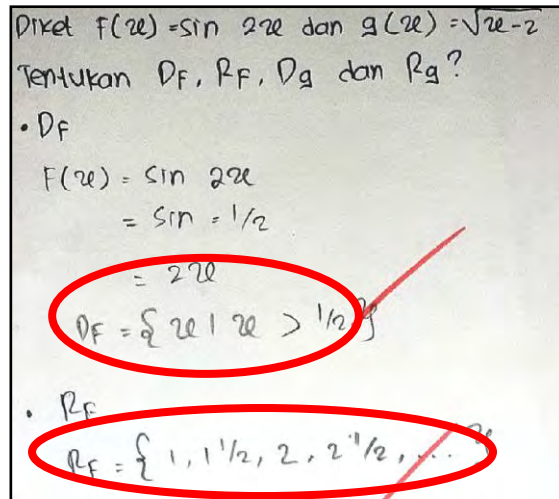 Diket F(x) = sin 2x dan g(x) = √x-2
Tentukan DF, RF, Dg dan Rg?
• DF
F(x) = sin 2x
= sin = 1/2
= 2x
DF = {x | x > 1/2}
• RF
RF = {1, 1 1/2, 2, 2 1/2, ... }